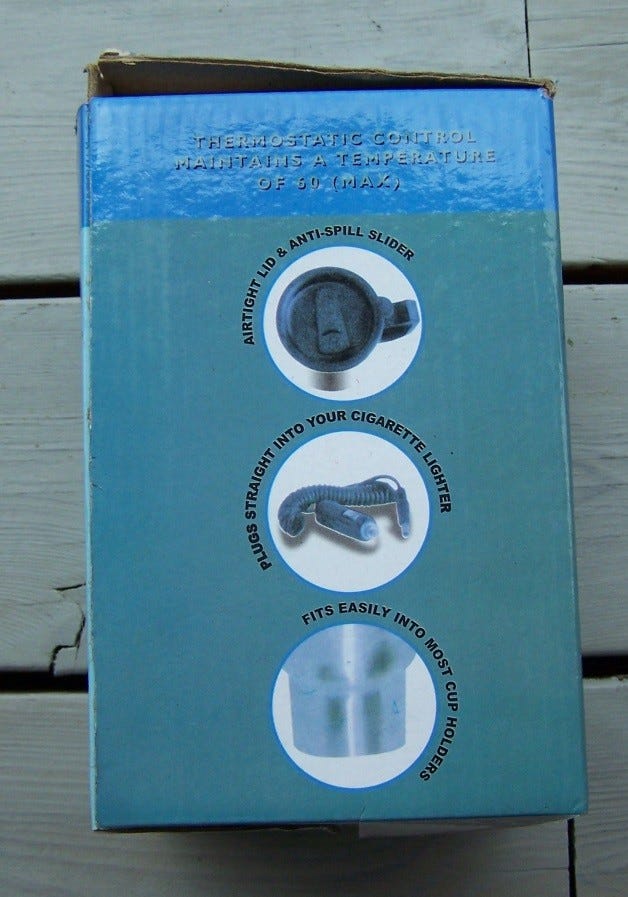 THERMOSTATIC CONTROL
MAINTAINS A TEMPERATURE
OF 60 (MAX)
AIRTIGHT LID & ANTI-SPILL SLIDER
PLUGS STRAIGHT INTO YOUR CIGARETTE LIGHTER
FITS EASILY INTO MOST CUP HOLDERS